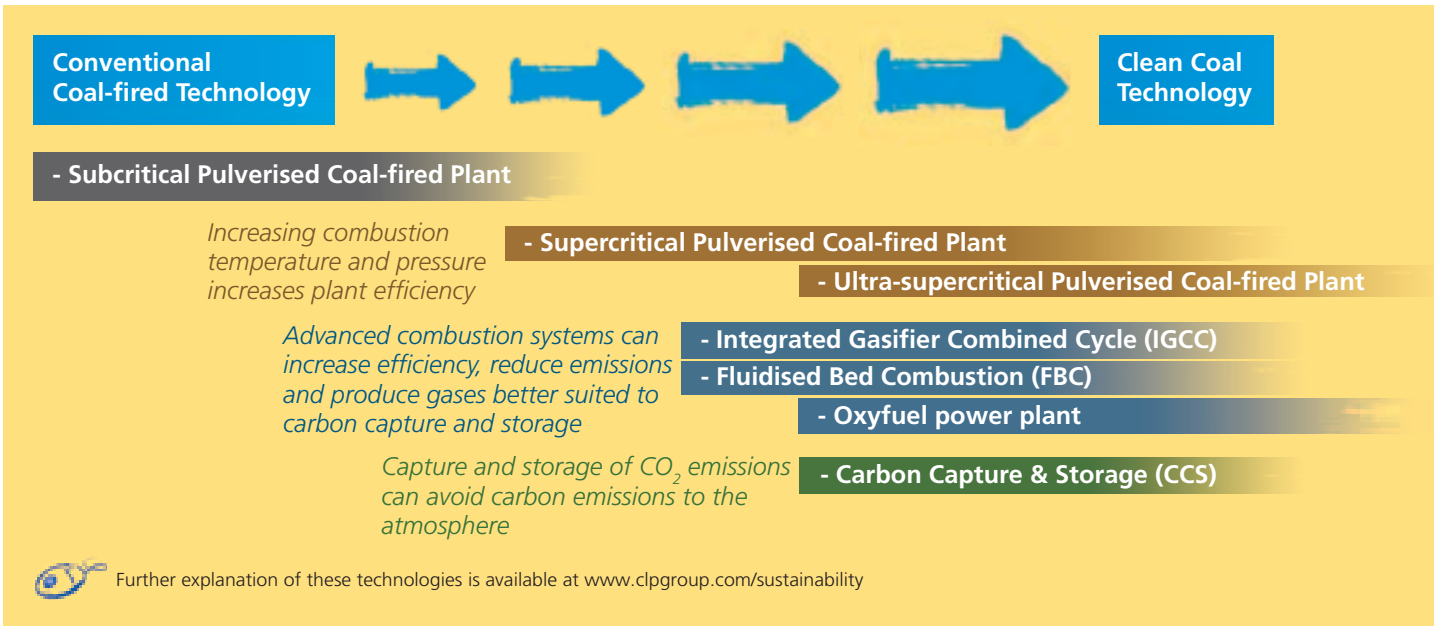 Conventional
Coal-fired Technology
Clean Coal
Technology
- Subcritical Pulverised Coal-fired Plant
Increasing combustion
temperature and pressure
increases plant efficiency
- Supercritical Pulverised Coal-fired Plant
- Ultra-supercritical Pulverised Coal-fired Plant
Advanced combustion systems can
increase efficiency, reduce emissions
and produce gases better suited to
carbon capture and storage
- Integrated Gasifier Combined Cycle (IGCC)
- Fluidised Bed Combustion (FBC)
- Oxyfuel power plant
Capture and storage of CO₂ emissions
can avoid carbon emissions to the
atmosphere
- Carbon Capture & Storage (CCS)
Further explanation of these technologies is available at www.clpgroup.com/sustainability